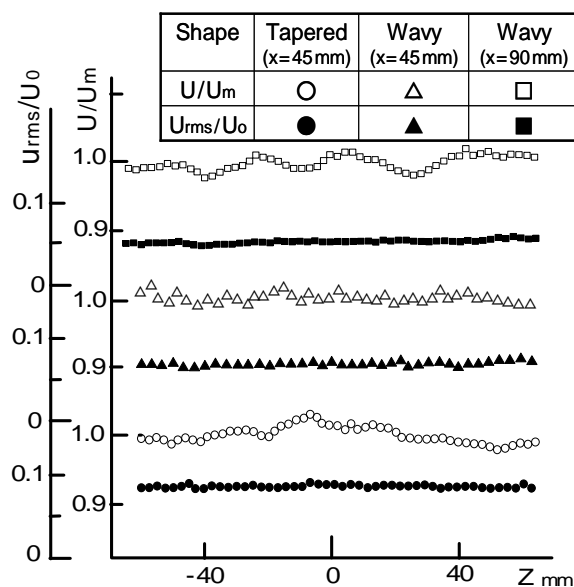 Shape Tapered (x=45mm) Wavy (x=45mm) Wavy (x=90mm)
U/Um ○ △ □
Urms/Uo ● ▲ ■
urms/U0
U/Um
1.0
0.1
0.9
0
1.0
0.1
0.9
0
1.0
0.1
0.9
0
-40 0 40 Z mm